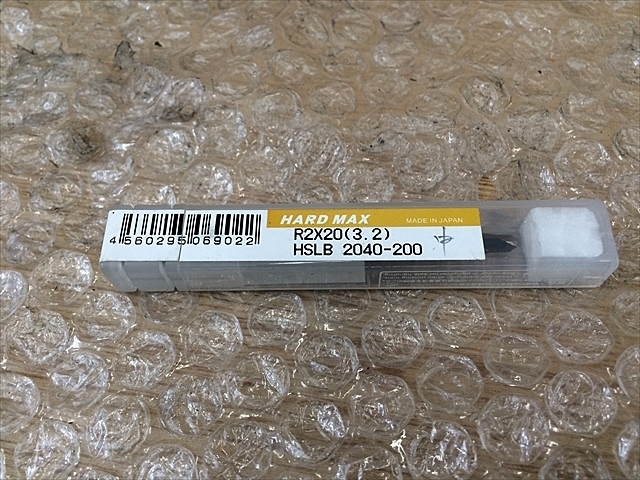 HARD MAX
MADE IN JAPAN
R2X20(3.2)
HSLB 2040-200
4 560295 069022